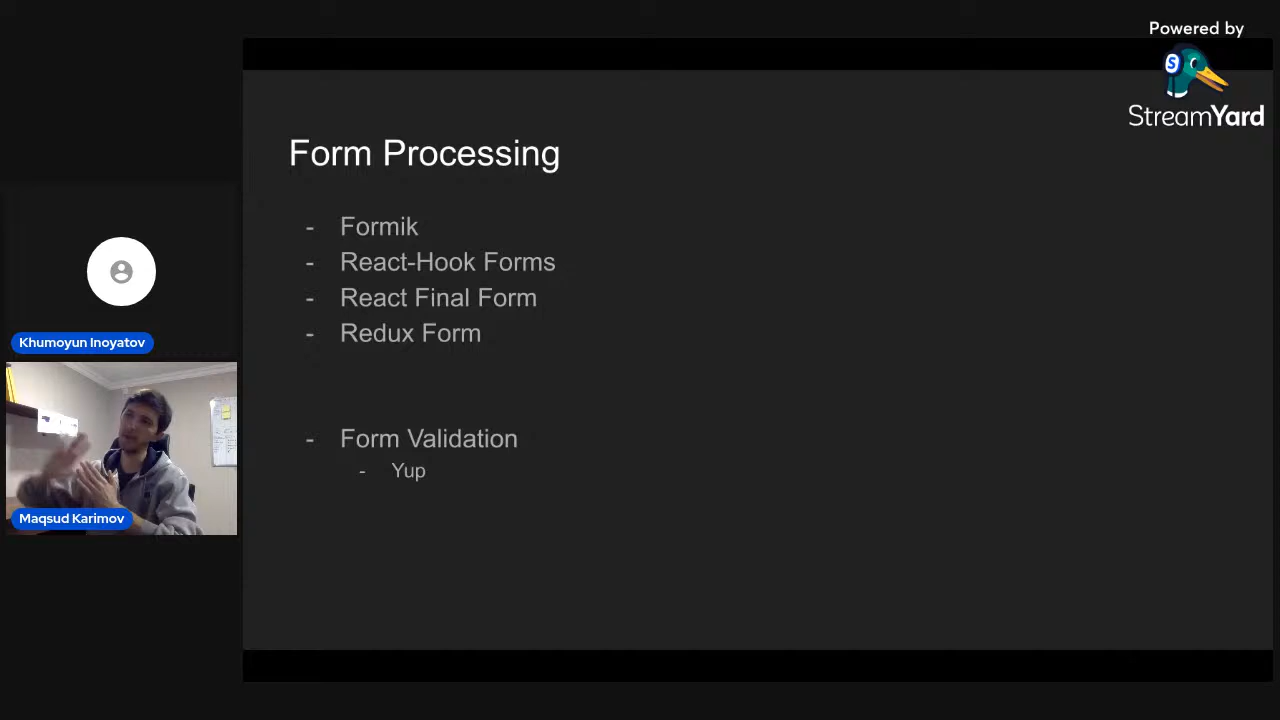 Powered by
S
StreamYard
Form Processing
- Formik
- React-Hook Forms
- React Final Form
- Redux Form
- Form Validation
- Yup
Khumoyun Inoyatov
Maqsud Karimov